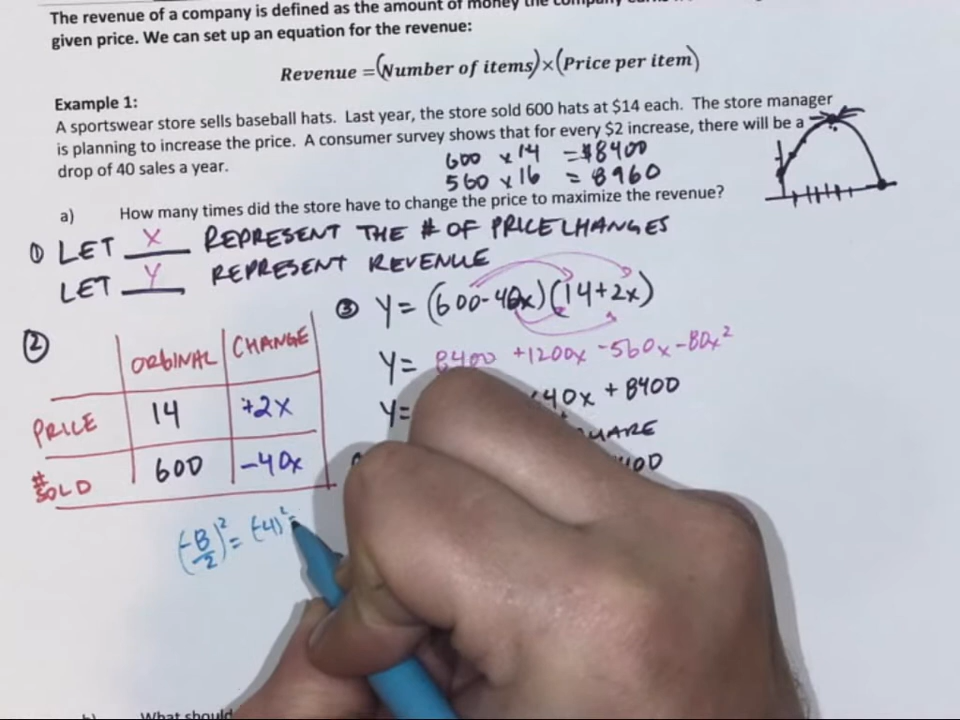 The revenue of a company is defined as the amount of money the company
given price. We can set up an equation for the revenue:
Revenue =(Number of items)×(Price per item)
Example 1:
A sportswear store sells baseball hats. Last year, the store sold 600 hats at $14 each. The store manager
is planning to increase the price. A consumer survey shows that for every $2 increase, there will be a
drop of 40 sales a year.
600 x 14 = $8400
560 x 16 = 8960
a) How many times did the store have to change the price to maximize the revenue?
① LET X REPRESENT THE # OF PRICE CHANGES
LET Y REPRESENT REVENUE
③ Y = (600-40x)(14+2x)
Y = 8400 +1200x -560x -80x²
Y= 40x + 8400
②
ORIGINAL CHANGE
PRICE 14 +2x
# SOLD 600 -40x
(-8/2)² = (-4)² =
What should